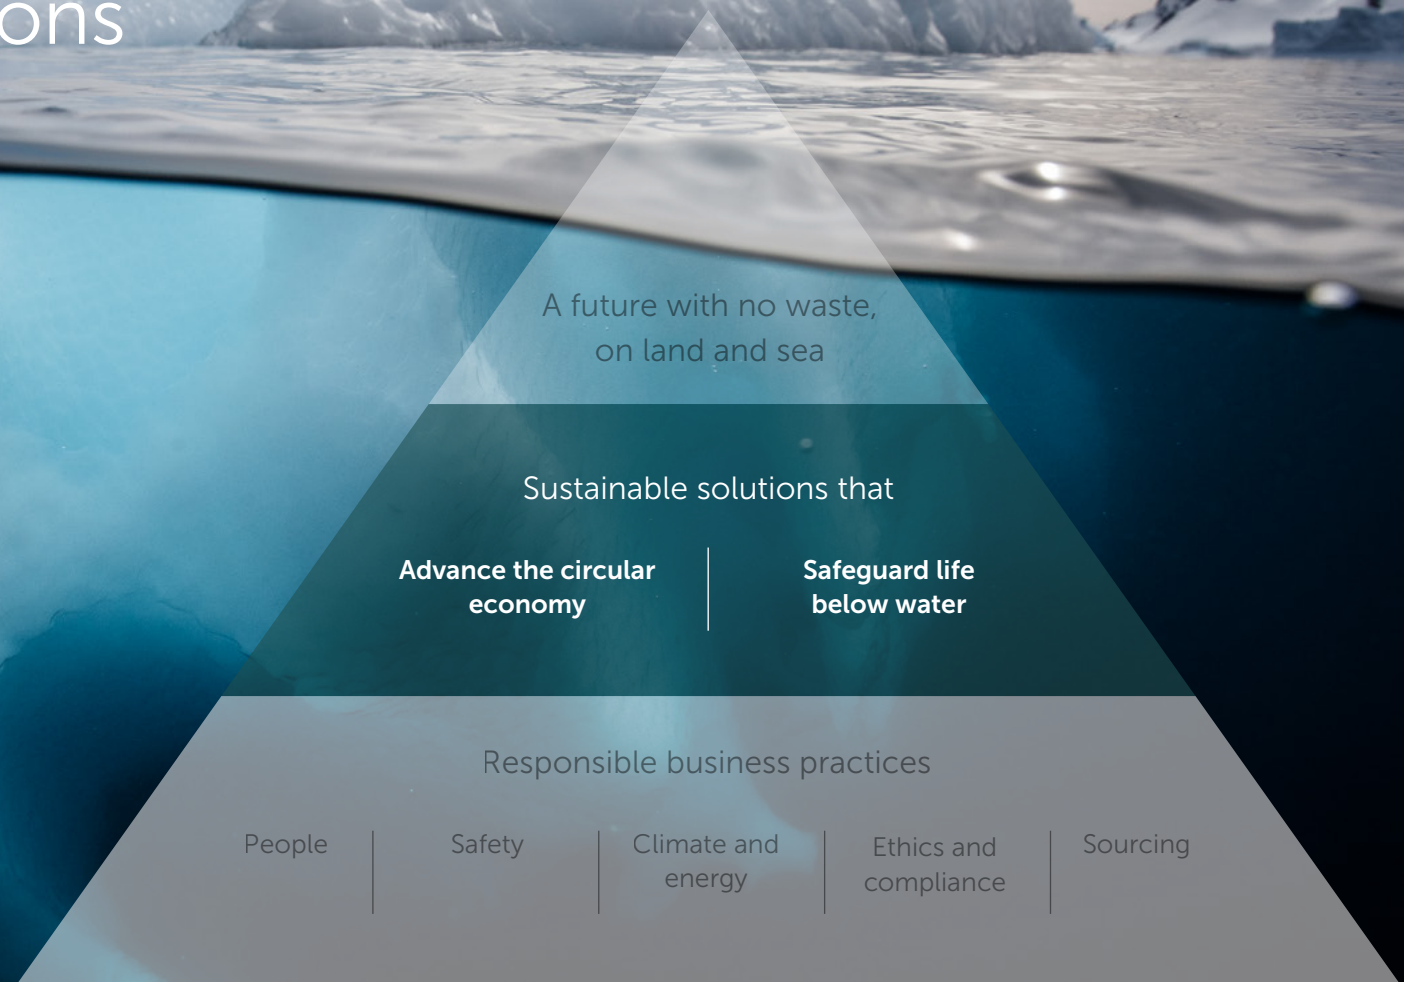 ons
A future with no waste,
on land and sea
Sustainable solutions that
Advance the circular
economy
Safeguard life
below water
Responsible business practices
People
Safety
Climate and
energy
Ethics and
compliance
Sourcing